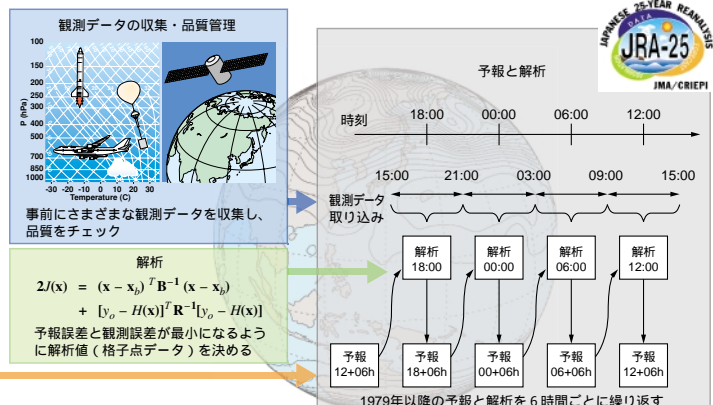 観測データの収集・品質管理
100
150
200
250
300
400
500
700
850
1000
P (hPa)
-30 -20 -10 0 10 20 30
Temperature (C)
事前にさまざまな観測データを収集し、
品質をチェック
解析
2J(x) = (x – x_b)^T B^{-1} (x – x_b)
+ [y_o – H(x)]^T R^{-1}[y_o – H(x)]
予報誤差と観測誤差が最小になるよう
に解析値(格子点データ)を決める
JAPANESE 25-YEAR REANALYSIS
DATA
JRA-25
JMA/CRIEPI
予報と解析
時刻
18:00 00:00 06:00 12:00
15:00 21:00 03:00 09:00 15:00
観測データ
取り込み
解析 解析 解析 解析
18:00 00:00 06:00 12:00
予報 予報 予報 予報 予報
12+06h 18+06h 00+06h 06+06h 12+06h
1979年以降の予報と解析を6時間ごとに繰り返す